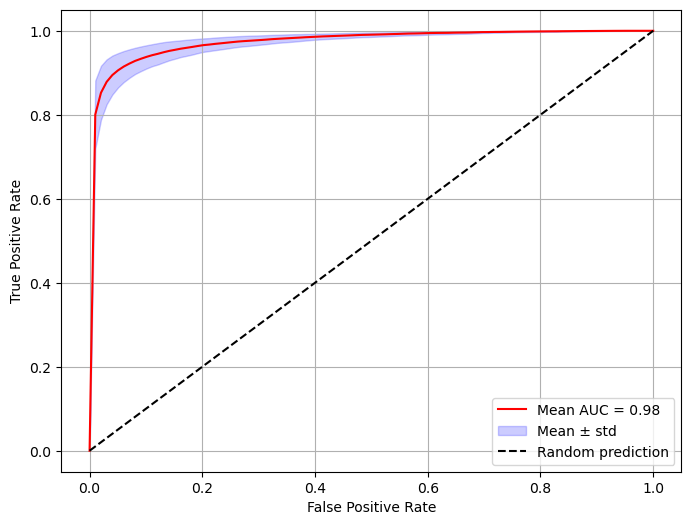 1.0
0.8
0.6
0.4
0.2
0.0
True Positive Rate
0.0 0.2 0.4 0.6 0.8 1.0
False Positive Rate
Mean AUC = 0.98
Mean ± std
Random prediction